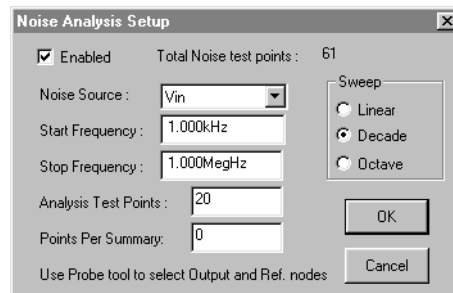 Noise Analysis Setup
Enabled
Total Noise test points : 61
Noise Source : Vin
Start Frequency : 1.000kHz
Stop Frequency : 1.000MegHz
Analysis Test Points : 20
Points Per Summary: 0
Use Probe tool to select Output and Ref. nodes
Sweep
Linear
Decade
Octave
OK
Cancel